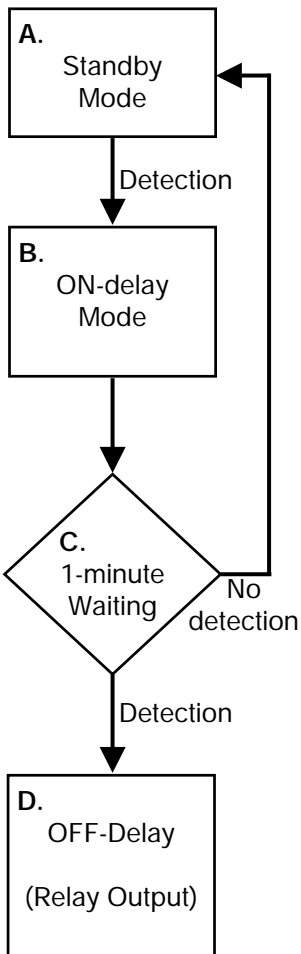 A.
Standby
Mode
Detection
B.
ON-delay
Mode
C.
1-minute
Waiting
No
detection
Detection
D.
OFF-Delay
(Relay Output)